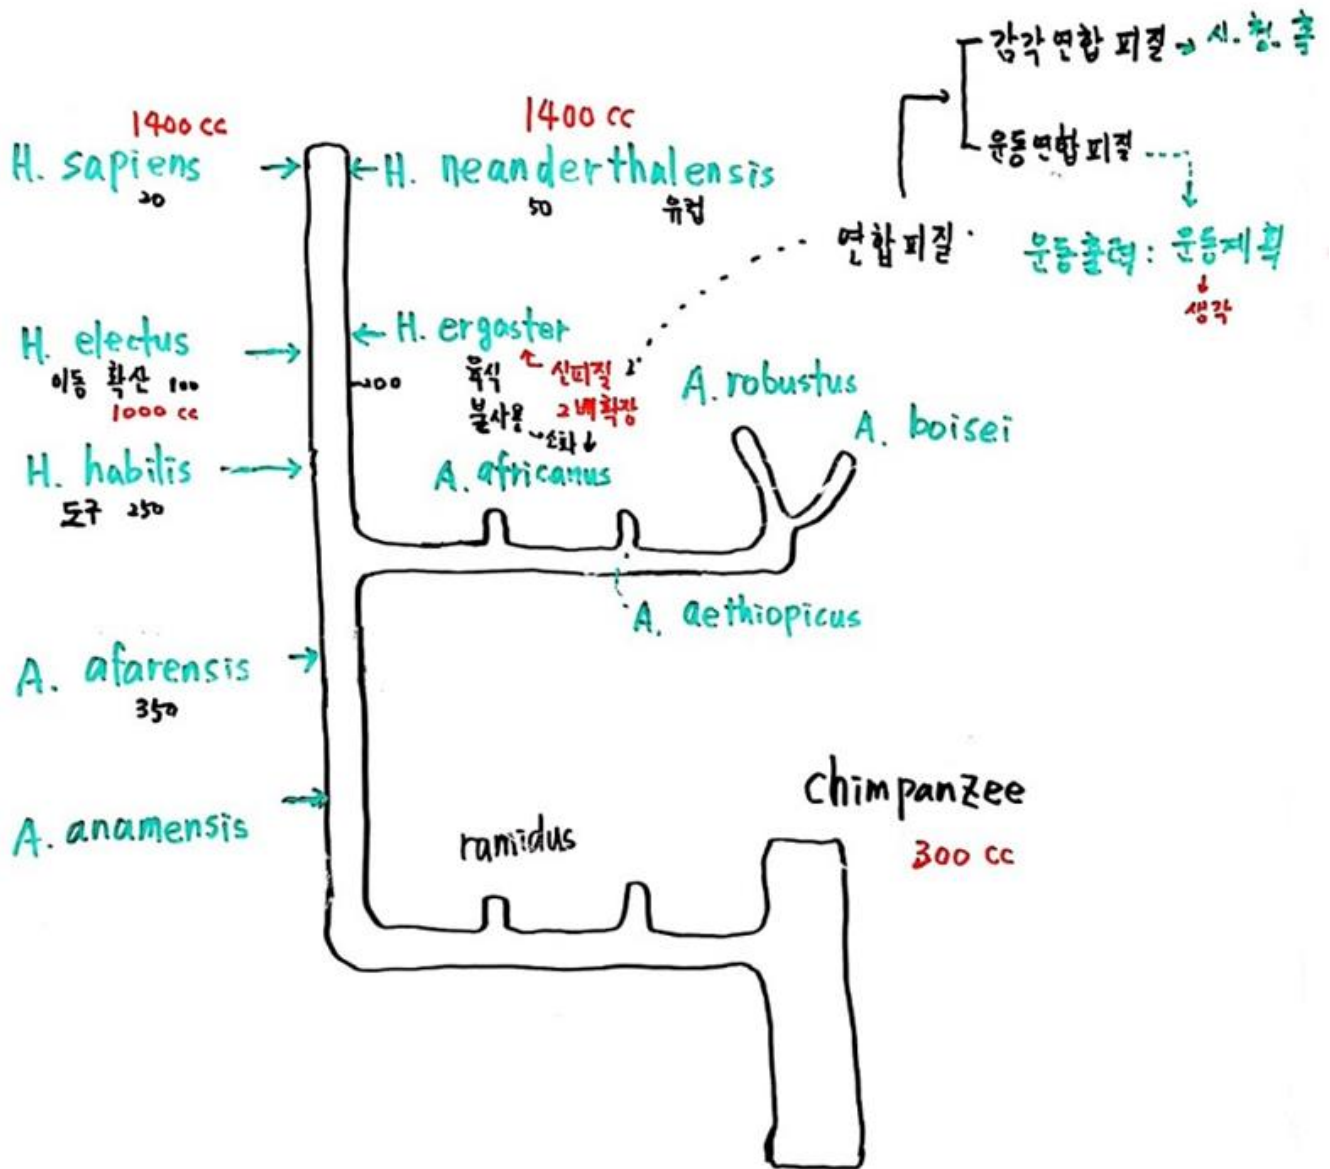 감각연합 피질 → 시. 청. 촉
운동연합 피질
연합피질
운동출력: 운동계획
생각
1400 cc
H. sapiens
20
1400 cc
H. neanderthalensis
50 유럽
H. electus
이동 확산 100
1000 cc
H. ergaster
200
육식
불사용
소화↓
신피질
2배확장
H. habilis
도구 250
A. africanus
A. robustus
A. boisei
A. aethiopicus
A. afarensis
350
A. anamensis
ramidus
Chimpanzee
300 cc